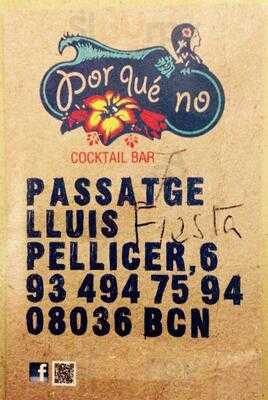 Por qué no
COCKTAIL BAR
PASSATGE
LLUIS Fiesta
PELLICER, 6
93 494 75 94
08036 BCN
f